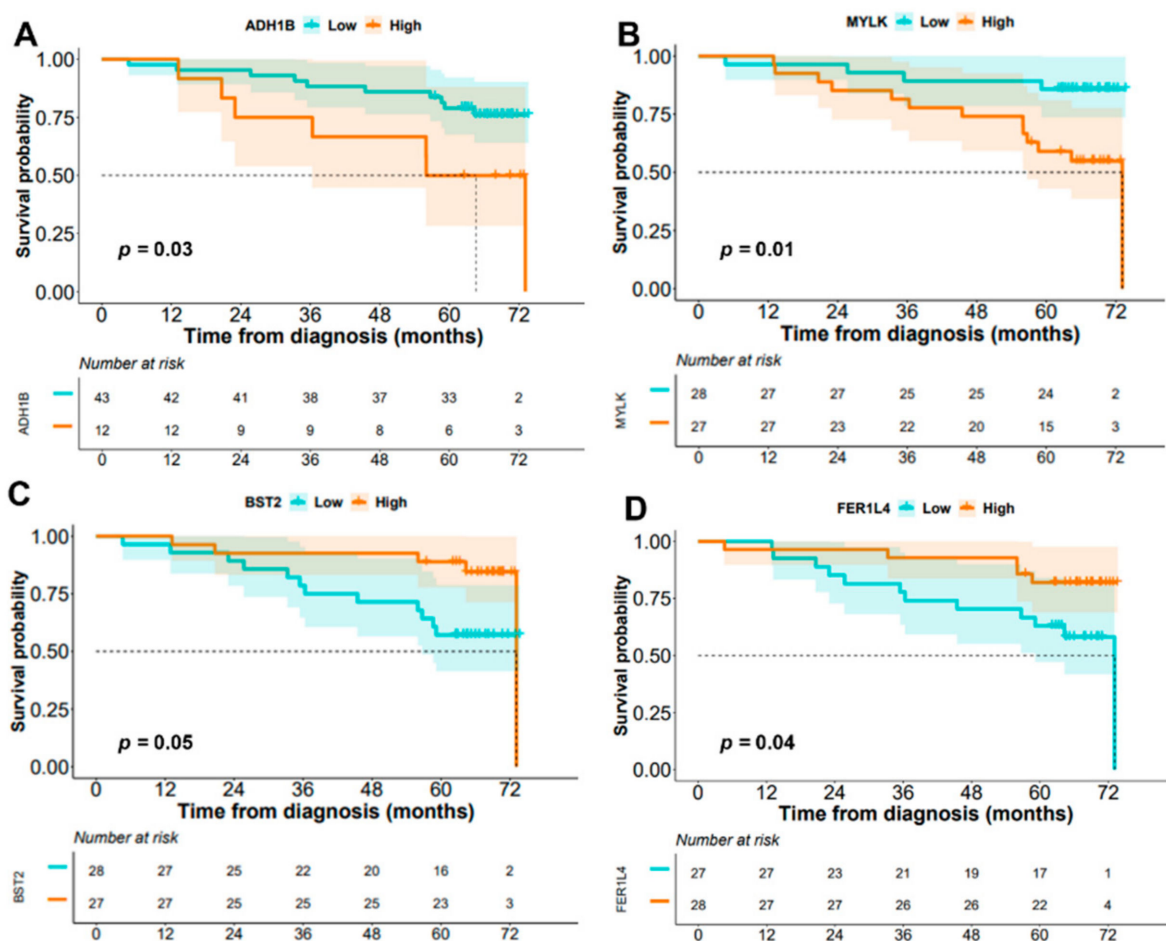 A
ADH1B Low High
Survival probability
1.00
0.75
0.50
0.25
0.00
p = 0.03
0 12 24 36 48 60 72
Time from diagnosis (months)
Number at risk
ADH1B
43 42 41 38 37 33 2
12 12 9 9 8 6 3
0 12 24 36 48 60 72
B
MYLK Low High
Survival probability
1.00
0.75
0.50
0.25
0.00
p = 0.01
0 12 24 36 48 60 72
Time from diagnosis (months)
Number at risk
MYLK
28 27 27 25 25 24 2
27 27 23 22 20 15 3
0 12 24 36 48 60 72
C
BST2 Low High
Survival probability
1.00
0.75
0.50
0.25
0.00
p = 0.05
0 12 24 36 48 60 72
Time from diagnosis (months)
Number at risk
BST2
28 27 25 22 20 16 2
27 27 25 25 25 23 3
0 12 24 36 48 60 72
D
FER1L4 Low High
Survival probability
1.00
0.75
0.50
0.25
0.00
p = 0.04
0 12 24 36 48 60 72
Time from diagnosis (months)
Number at risk
FER1L4
27 27 23 21 19 17 1
28 27 27 26 26 22 4
0 12 24 36 48 60 72